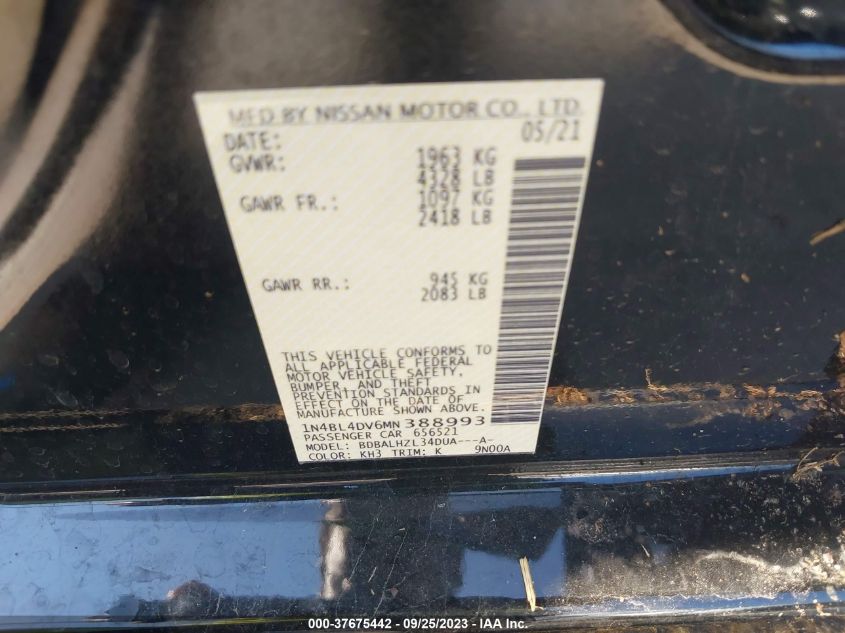 MFD BY NISSAN MOTOR CO., LTD.
DATE: 05/21
GVWR: 1963 KG
4328 LB
GAWR FR.: 1097 KG
2418 LB
GAWR RR.: 945 KG
2083 LB
THIS VEHICLE CONFORMS TO
ALL APPLICABLE FEDERAL
MOTOR VEHICLE SAFETY,
BUMPER, AND THEFT
PREVENTION STANDARDS IN
EFFECT ON THE DATE OF
MANUFACTURE SHOWN ABOVE.
1N4BL4DV6MN388993
PASSENGER CAR 656521
MODEL: BDBALHZL34DUA---A-
COLOR: KH3 TRIM: K 9N00A
000-37675442 - 09/25/2023 - IAA Inc.